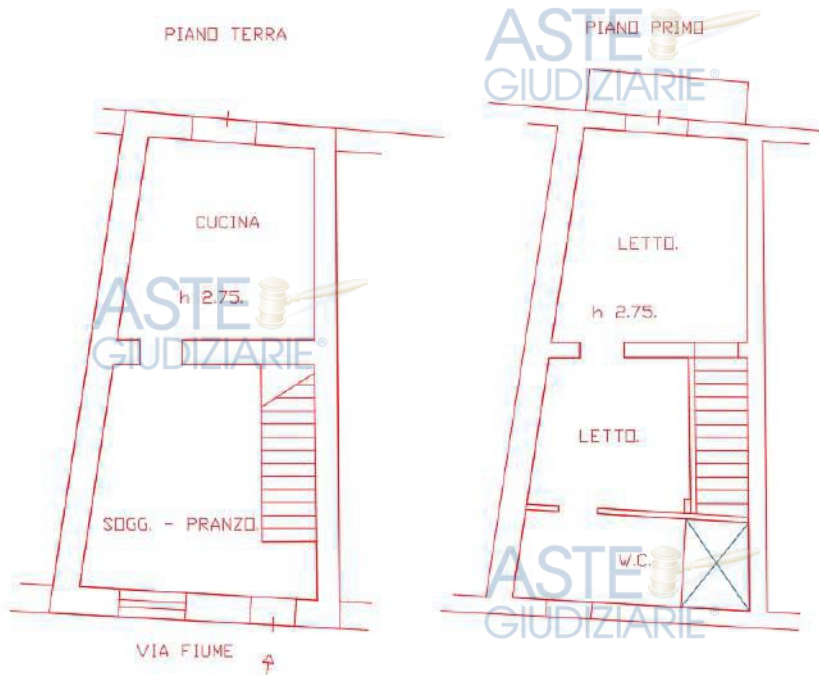 PIANO TERRA
CUCINA
h 2.75.
SOGG. - PRANZO.
VIA FIUME
PIANO PRIMO
LETTO.
h 2.75.
LETTO.
W.C.
ASTE
GIUDIZIARIE®
ASTE
GIUDIZIARIE®
ASTE
GIUDIZIARIE®